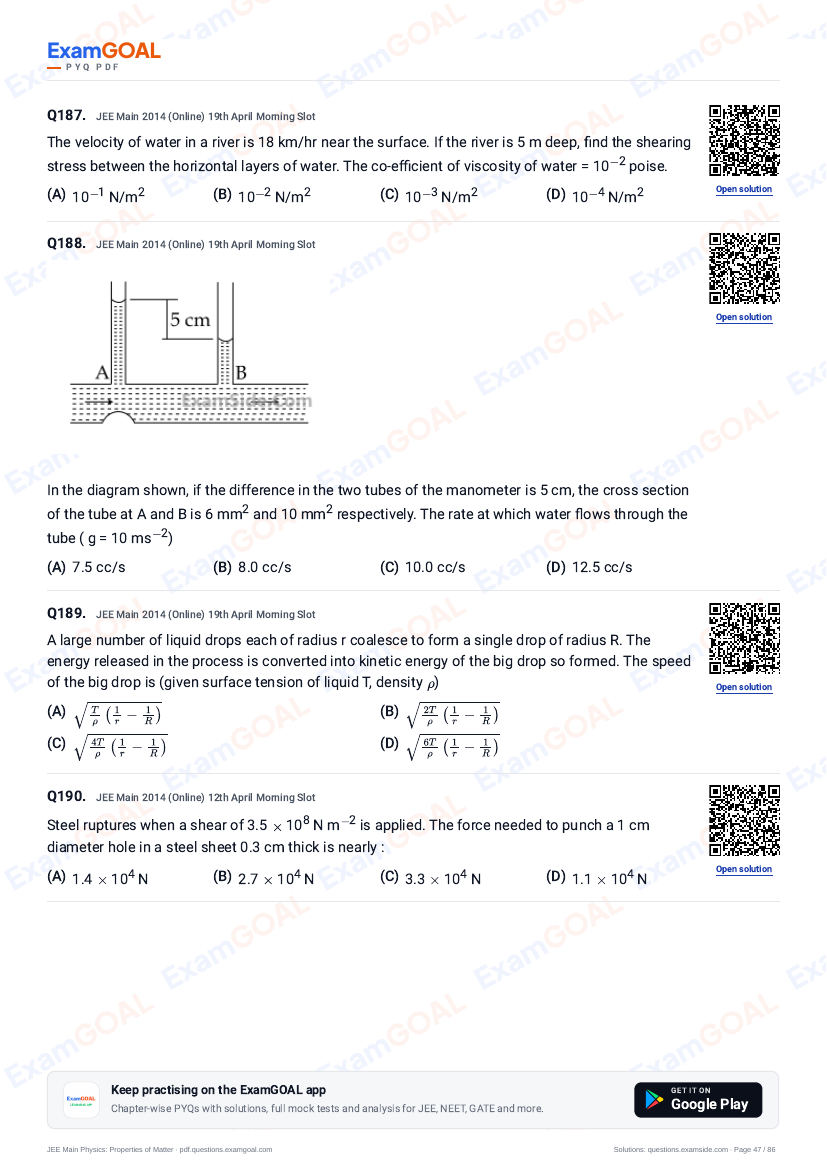 ExamGOAL
PYQ PDF
Q187. JEE Main 2014 (Online) 19th April Morning Slot
The velocity of water in a river is 18 km/hr near the surface. If the river is 5 m deep, find the shearing
stress between the horizontal layers of water. The co-efficient of viscosity of water = 10⁻² poise.
(A) 10⁻¹ N/m² (B) 10⁻² N/m² (C) 10⁻³ N/m² (D) 10⁻⁴ N/m²
Open solution
Q188. JEE Main 2014 (Online) 19th April Morning Slot
Open solution
5 cm
A B
ExamSide.Com
In the diagram shown, if the difference in the two tubes of the manometer is 5 cm, the cross section
of the tube at A and B is 6 mm² and 10 mm² respectively. The rate at which water flows through the
tube ( g = 10 ms⁻²)
(A) 7.5 cc/s (B) 8.0 cc/s (C) 10.0 cc/s (D) 12.5 cc/s
Q189. JEE Main 2014 (Online) 19th April Morning Slot
A large number of liquid drops each of radius r coalesce to form a single drop of radius R. The
energy released in the process is converted into kinetic energy of the big drop so formed. The speed
of the big drop is (given surface tension of liquid T, density ρ)
Open solution
(A) √(T/ρ (1/r − 1/R)) (B) √(2T/ρ (1/r − 1/R))
(C) √(4T/ρ (1/r − 1/R)) (D) √(6T/ρ (1/r − 1/R))
Q190. JEE Main 2014 (Online) 12th April Morning Slot
Steel ruptures when a shear of 3.5 × 10⁸ N m⁻² is applied. The force needed to punch a 1 cm
diameter hole in a steel sheet 0.3 cm thick is nearly :
(A) 1.4 × 10⁴ N (B) 2.7 × 10⁴ N (C) 3.3 × 10⁴ N (D) 1.1 × 10⁴ N
Open solution
ExamGOAL
Keep practising on the ExamGOAL app
Chapter-wise PYQs with solutions, full mock tests and analysis for JEE, NEET, GATE and more.
GET IT ON
Google Play
JEE Main Physics: Properties of Matter · pdf.questions.examgoal.com Solutions: questions.examside.com · Page 47 / 86